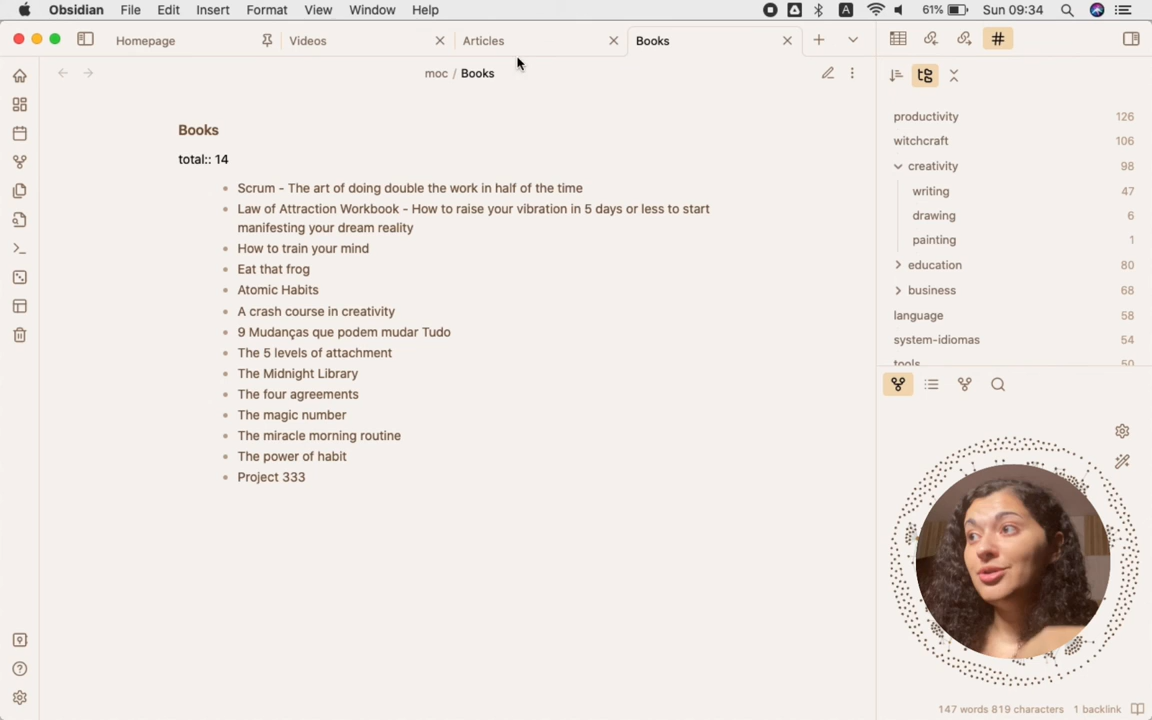 Obsidian File Edit Insert Format View Window Help A 61% Sun 09:34
Homepage Videos Articles Books
moc / Books
Books
total:: 14
Scrum - The art of doing double the work in half of the time
Law of Attraction Workbook - How to raise your vibration in 5 days or less to start
manifesting your dream reality
How to train your mind
Eat that frog
Atomic Habits
A crash course in creativity
9 Mudanças que podem mudar Tudo
The 5 levels of attachment
The Midnight Library
The four agreements
The magic number
The miracle morning routine
The power of habit
Project 333
productivity 126
witchcraft 106
creativity 98
writing 47
drawing 6
painting 1
education 80
business 68
language 58
system-idiomas 54
tools 50
147 words 819 characters 1 backlink